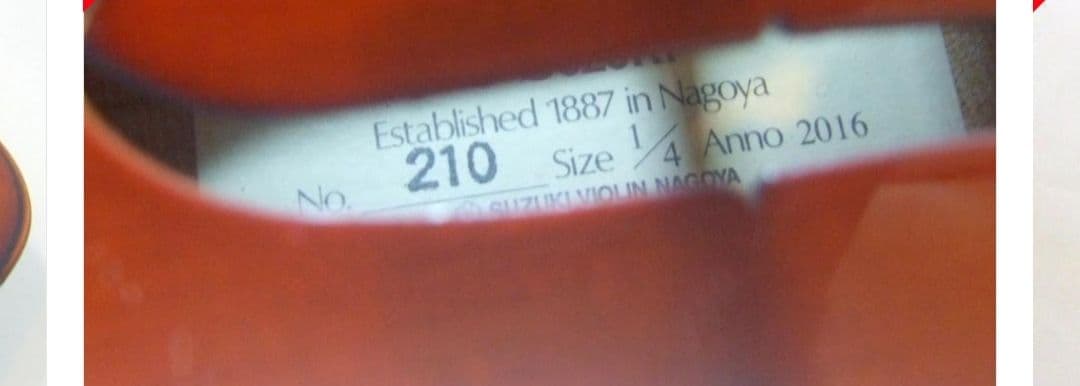 Established 1887 in Nagoya
No. 210 Size 1/4 Anno 2016
SUZUKI VIOLIN NAGOYA